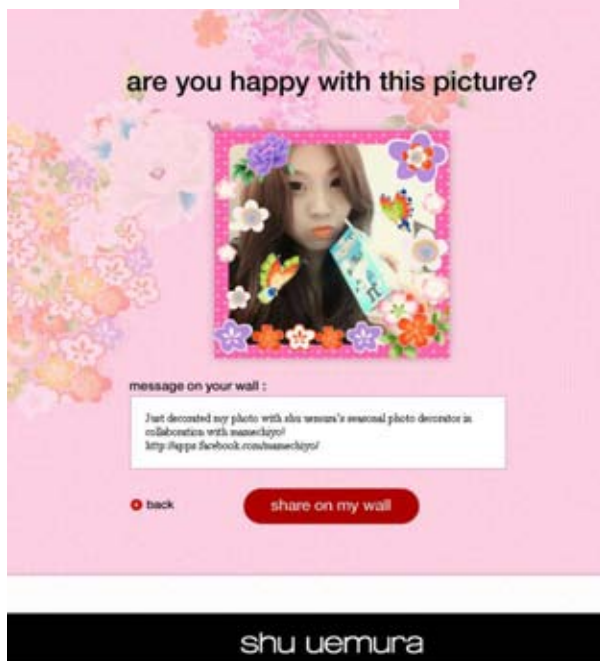 are you happy with this picture?
message on your wall :
Just decorated my photo with shu uemura's seasonal photo decorator in
collaboration with mamechiyo!
http://apps.facebook.com/mamechiyo/
back
share on my wall
shu uemura